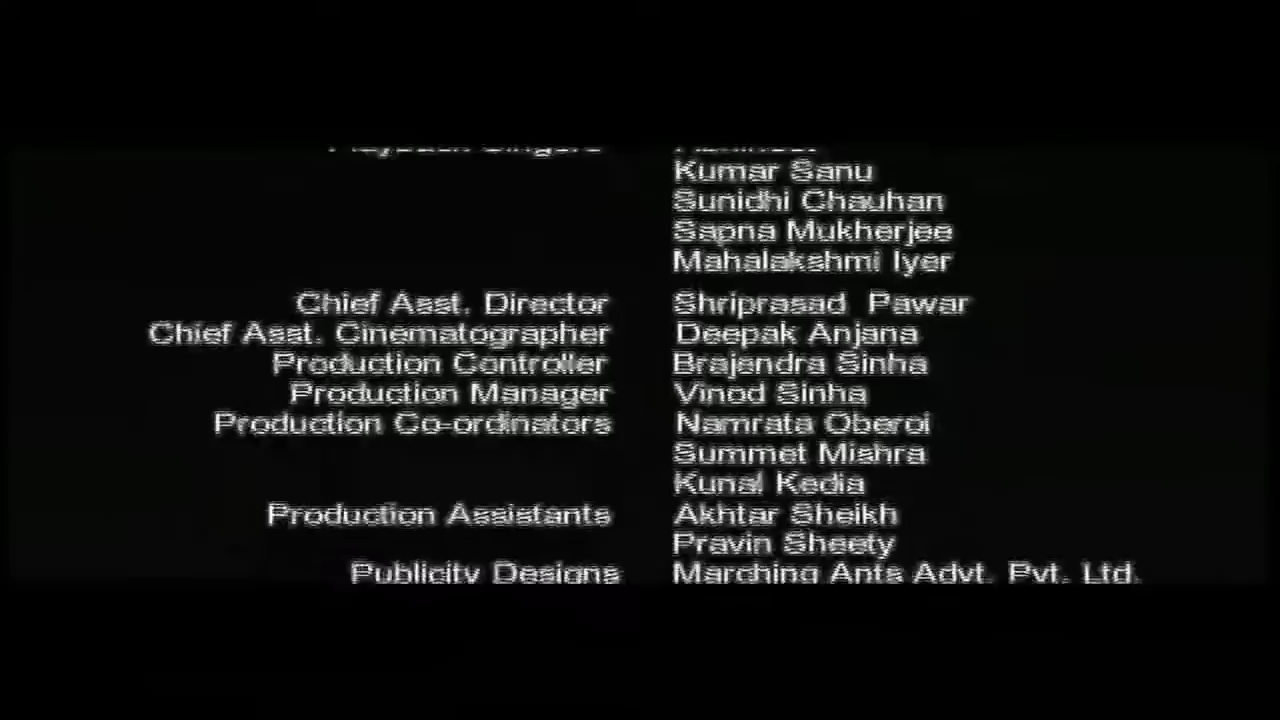 Playback Singers
Kumar Sanu
Sunidhi Chauhan
Sapna Mukherjee
Mahalakshmi Iyer
Chief Asst. Director Shriprasad Pawar
Chief Asst. Cinematographer Deepak Anjana
Production Controller Brajendra Sinha
Production Manager Vinod Sinha
Production Co-ordinators Namrata Oberoi
Summet Mishra
Kunal Kedia
Production Assistants Akhtar Sheikh
Pravin Sheety
Publicity Designs Marching Ants Advt. Pvt. Ltd.